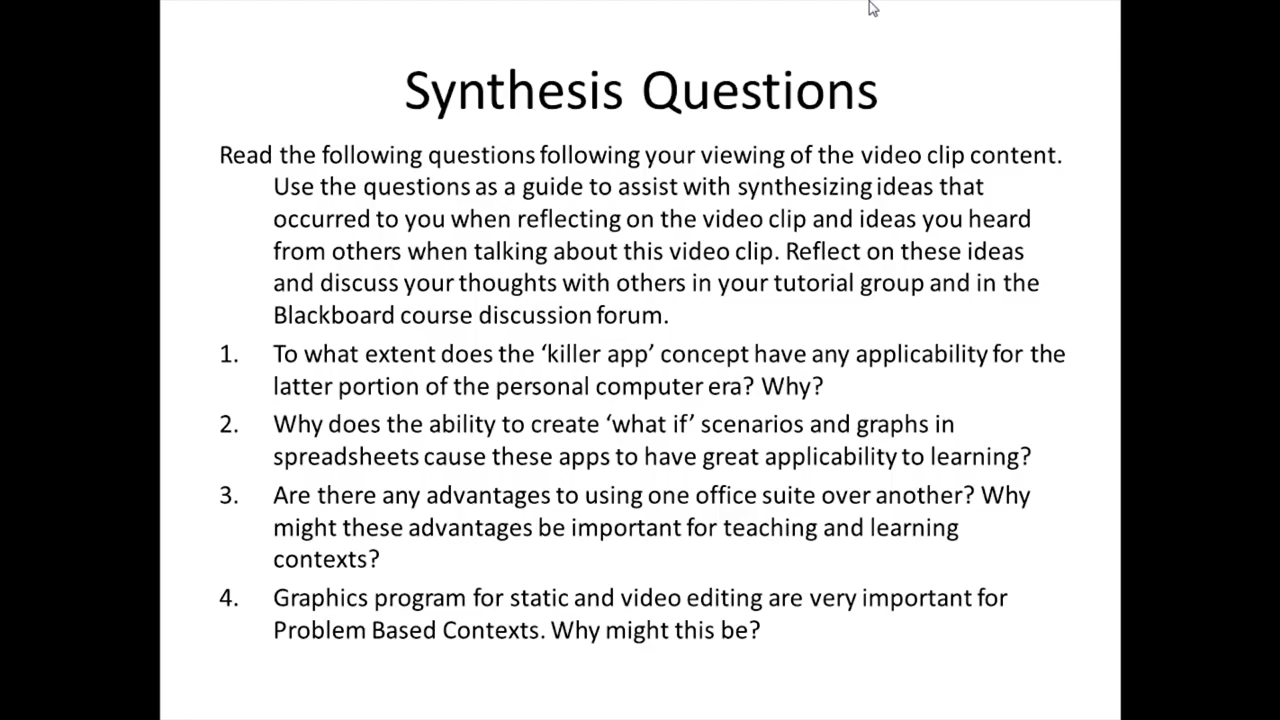 Synthesis Questions
Read the following questions following your viewing of the video clip content.
Use the questions as a guide to assist with synthesizing ideas that
occurred to you when reflecting on the video clip and ideas you heard
from others when talking about this video clip. Reflect on these ideas
and discuss your thoughts with others in your tutorial group and in the
Blackboard course discussion forum.
1. To what extent does the ‘killer app’ concept have any applicability for the
latter portion of the personal computer era? Why?
2. Why does the ability to create ‘what if’ scenarios and graphs in
spreadsheets cause these apps to have great applicability to learning?
3. Are there any advantages to using one office suite over another? Why
might these advantages be important for teaching and learning
contexts?
4. Graphics program for static and video editing are very important for
Problem Based Contexts. Why might this be?